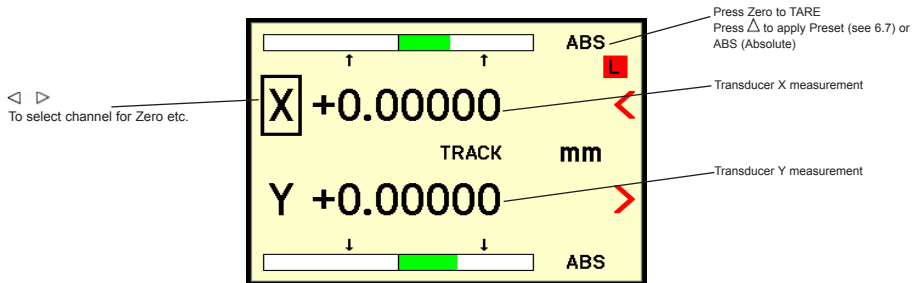 Press Zero to TARE
Press △ to apply Preset (see 6.7) or
ABS (Absolute)
ABS
L
Transducer X measurement
◁ ▷
To select channel for Zero etc.
X +0.00000 <
TRACK mm
Transducer Y measurement
Y +0.00000 >
ABS